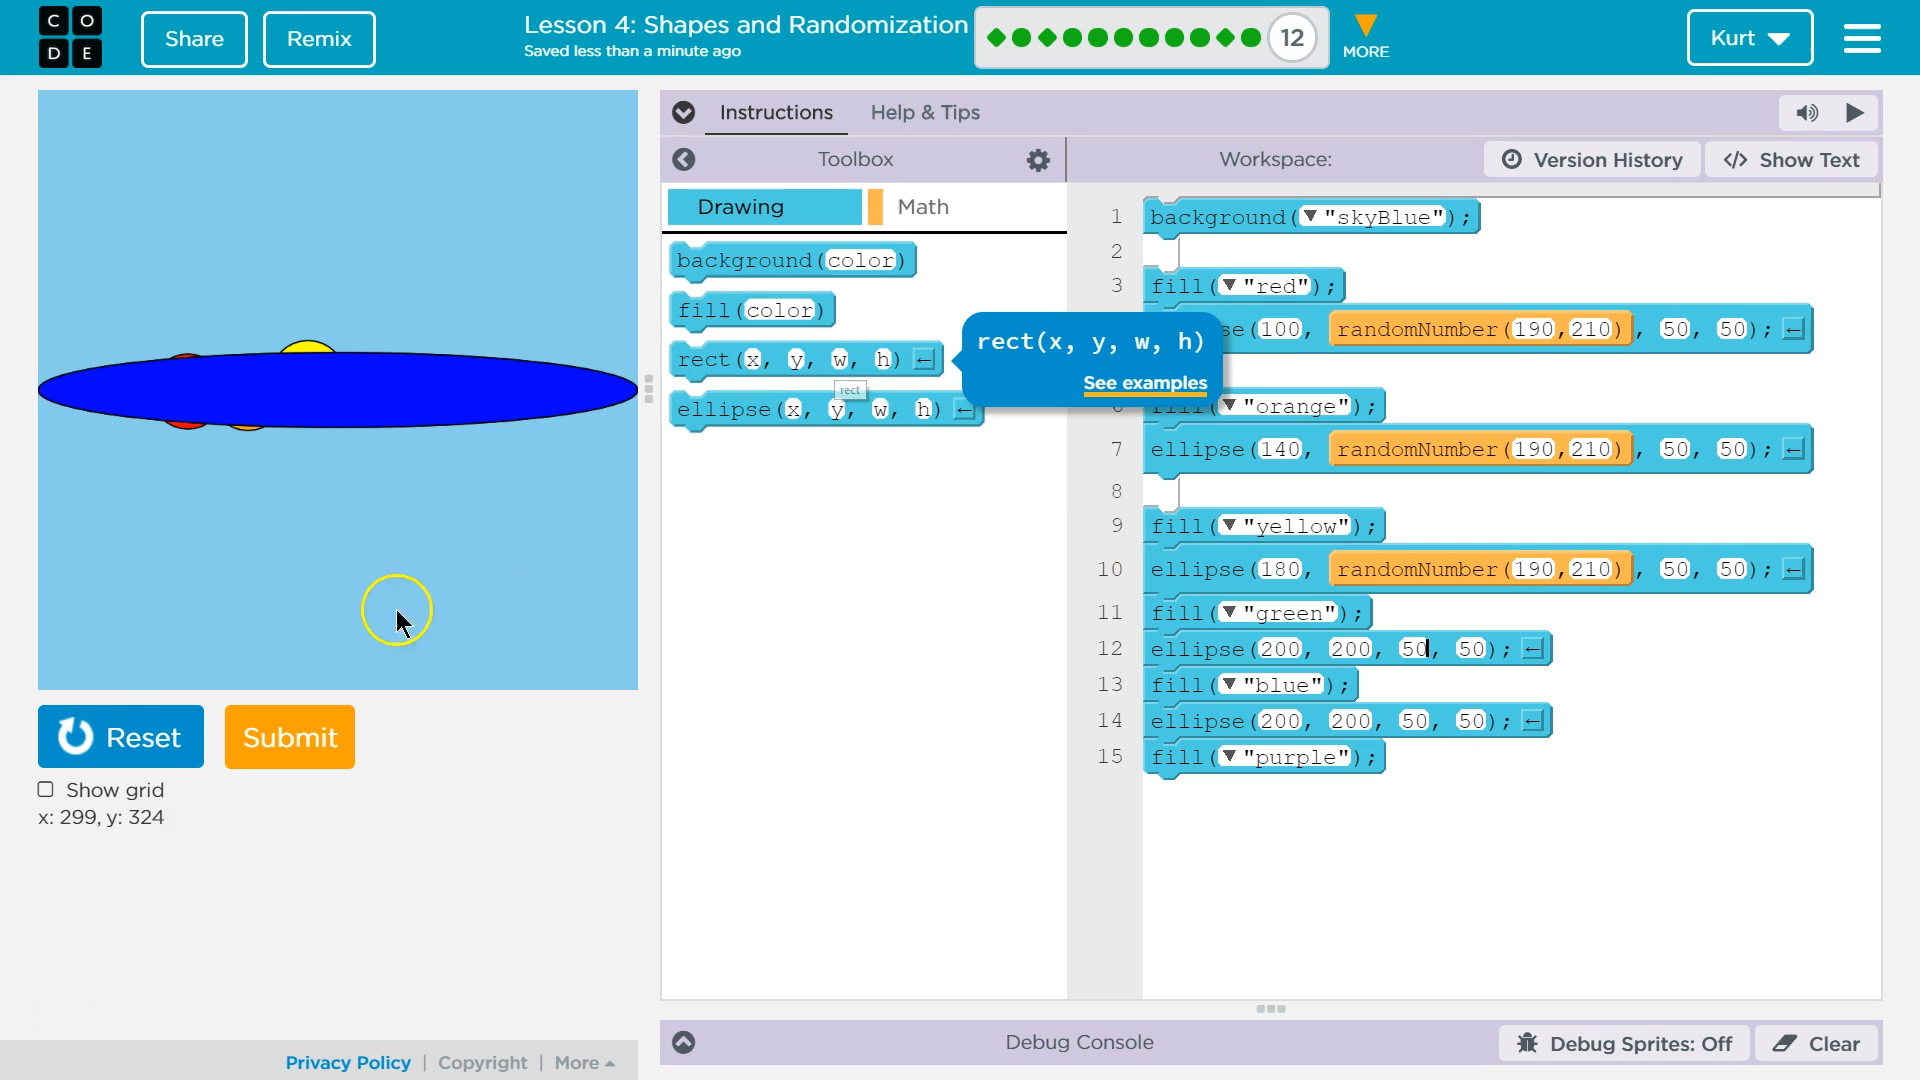 C O
D E
Share
Remix
Lesson 4: Shapes and Randomization
Saved less than a minute ago
12
MORE
Kurt
Instructions
Help & Tips
Toolbox
Workspace:
Version History
</> Show Text
Drawing
Math
background(color)
fill(color)
rect(x, y, w, h) ←
rect
ellipse(x, y, w, h) ←
rect(x, y, w, h)
See examples
1 background(▼ "skyBlue");
2
3 fill(▼ "red");
se(100, randomNumber(190,210), 50, 50); ←
fill(▼ "orange");
7 ellipse(140, randomNumber(190,210), 50, 50); ←
8
9 fill(▼ "yellow");
10 ellipse(180, randomNumber(190,210), 50, 50); ←
11 fill(▼ "green");
12 ellipse(200, 200, 50, 50); ←
13 fill(▼ "blue");
14 ellipse(200, 200, 50, 50); ←
15 fill(▼ "purple");
Reset
Submit
Show grid
x: 299, y: 324
Debug Console
Debug Sprites: Off
Clear
Privacy Policy | Copyright | More